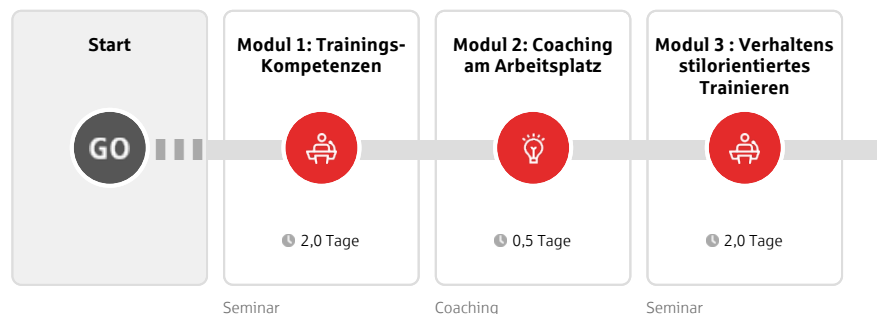 Start
GO
Modul 1: Trainings-
Kompetenzen
2,0 Tage
Seminar
Modul 2: Coaching
am Arbeitsplatz
0,5 Tage
Coaching
Modul 3 : Verhaltens
stilorientiertes
Trainieren
2,0 Tage
Seminar